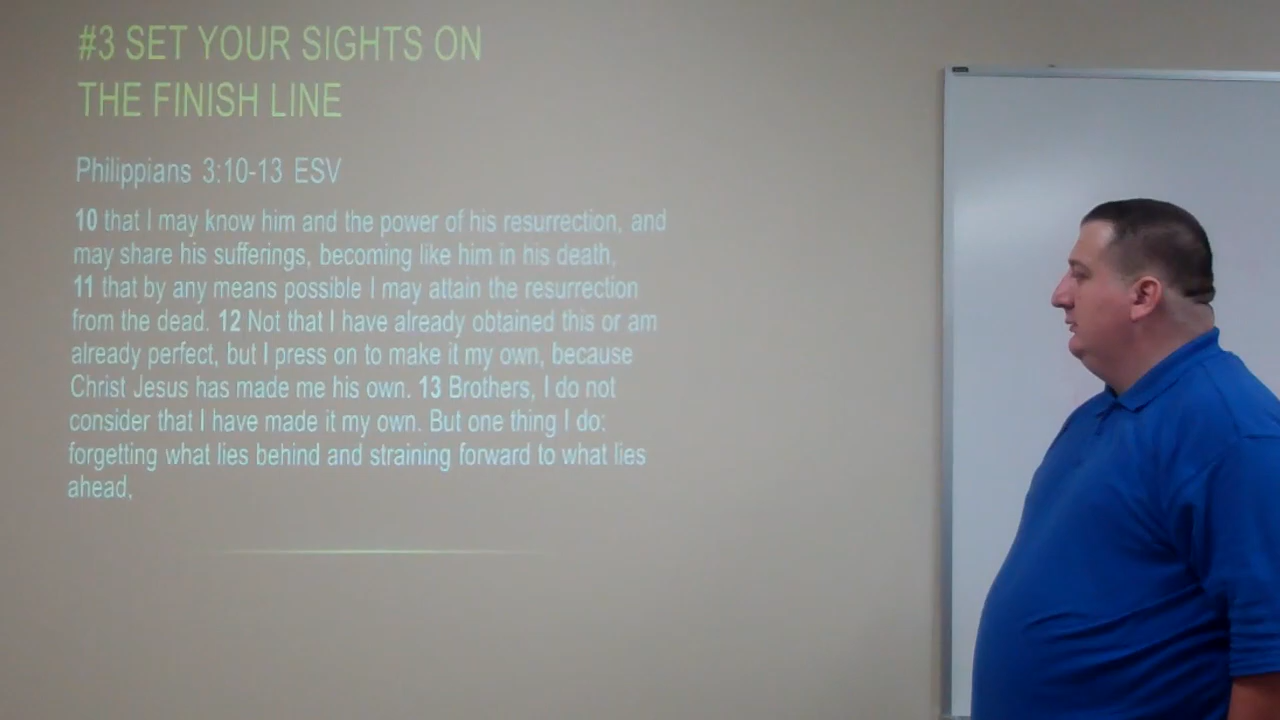 #3 SET YOUR SIGHTS ON
THE FINISH LINE
Philippians 3:10-13 ESV
10 that I may know him and the power of his resurrection, and
may share his sufferings, becoming like him in his death,
11 that by any means possible I may attain the resurrection
from the dead. 12 Not that I have already obtained this or am
already perfect, but I press on to make it my own, because
Christ Jesus has made me his own. 13 Brothers, I do not
consider that I have made it my own. But one thing I do:
forgetting what lies behind and straining forward to what lies
ahead,